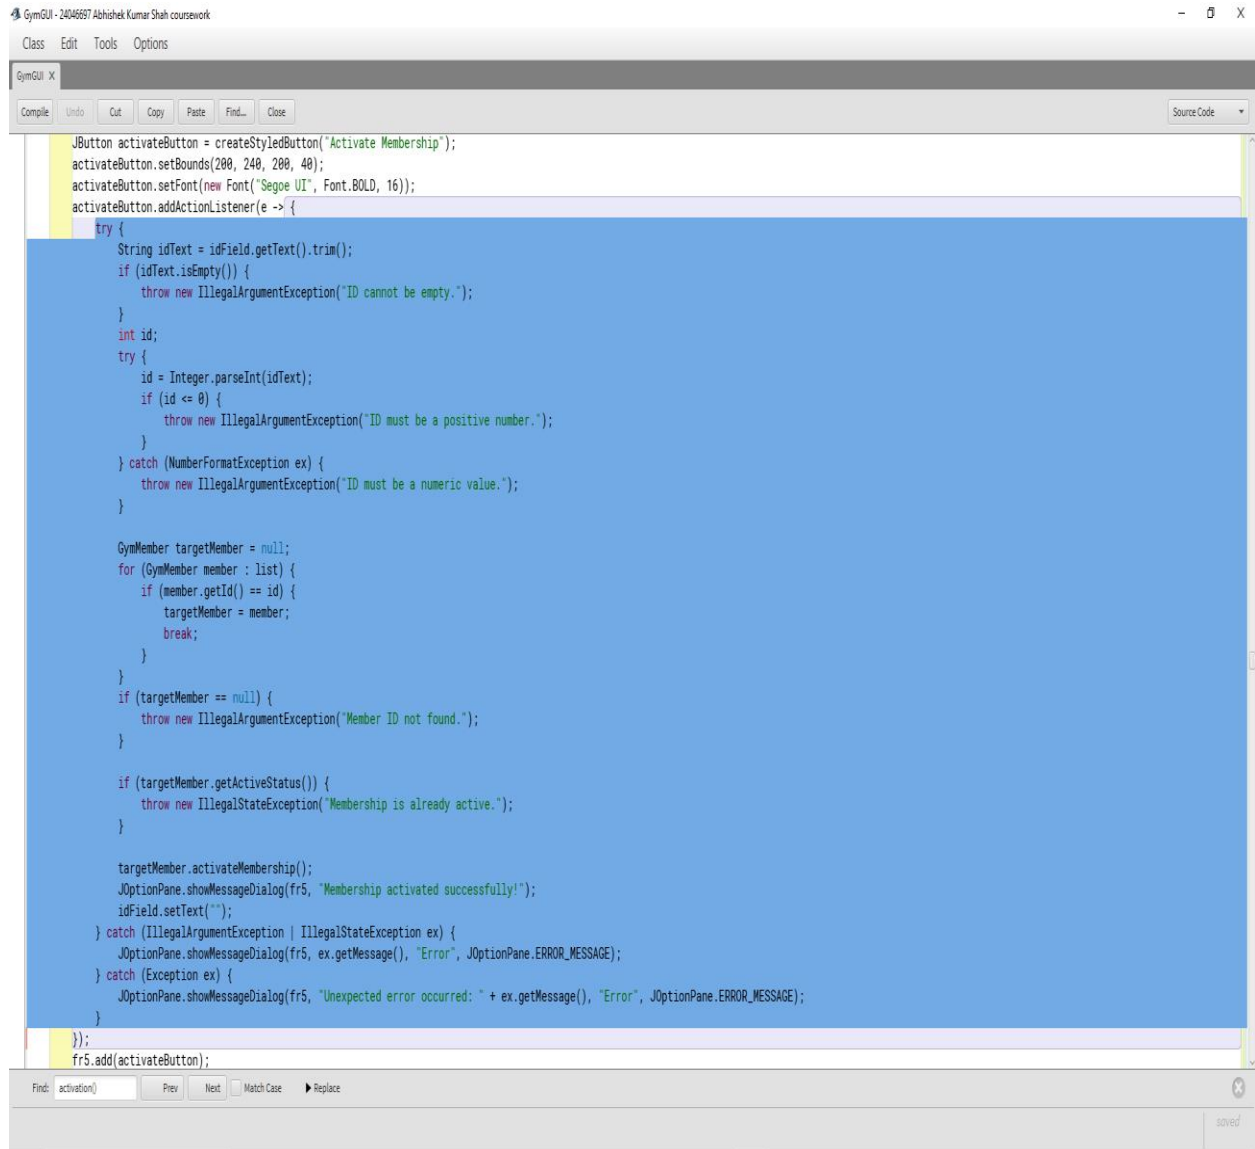 GymGUI - 24046697 Abhishek Kumar Shah coursework
Class Edit Tools Options
GymGUI X
Compile Undo Cut Copy Paste Find... Close Source Code
JButton activateButton = createStyledButton("Activate Membership");
activateButton.setBounds(200, 240, 200, 40);
activateButton.setFont(new Font("Segoe UI", Font.BOLD, 16));
activateButton.addActionListener(e -> {
try {
String idText = idField.getText().trim();
if (idText.isEmpty()) {
throw new IllegalArgumentException("ID cannot be empty.");
}
int id;
try {
id = Integer.parseInt(idText);
if (id <= 0) {
throw new IllegalArgumentException("ID must be a positive number.");
}
} catch (NumberFormatException ex) {
throw new IllegalArgumentException("ID must be a numeric value.");
}
GymMember targetMember = null;
for (GymMember member : list) {
if (member.getId() == id) {
targetMember = member;
break;
}
}
if (targetMember == null) {
throw new IllegalArgumentException("Member ID not found.");
}
if (targetMember.getActiveStatus()) {
throw new IllegalStateException("Membership is already active.");
}
targetMember.activateMembership();
JOptionPane.showMessageDialog(fr5, "Membership activated successfully!");
idField.setText("");
} catch (IllegalArgumentException | IllegalStateException ex) {
JOptionPane.showMessageDialog(fr5, ex.getMessage(), "Error", JOptionPane.ERROR_MESSAGE);
} catch (Exception ex) {
JOptionPane.showMessageDialog(fr5, "Unexpected error occurred: " + ex.getMessage(), "Error", JOptionPane.ERROR_MESSAGE);
}
});
fr5.add(activateButton);
Find: activation() Prev Next Match Case Replace
saved